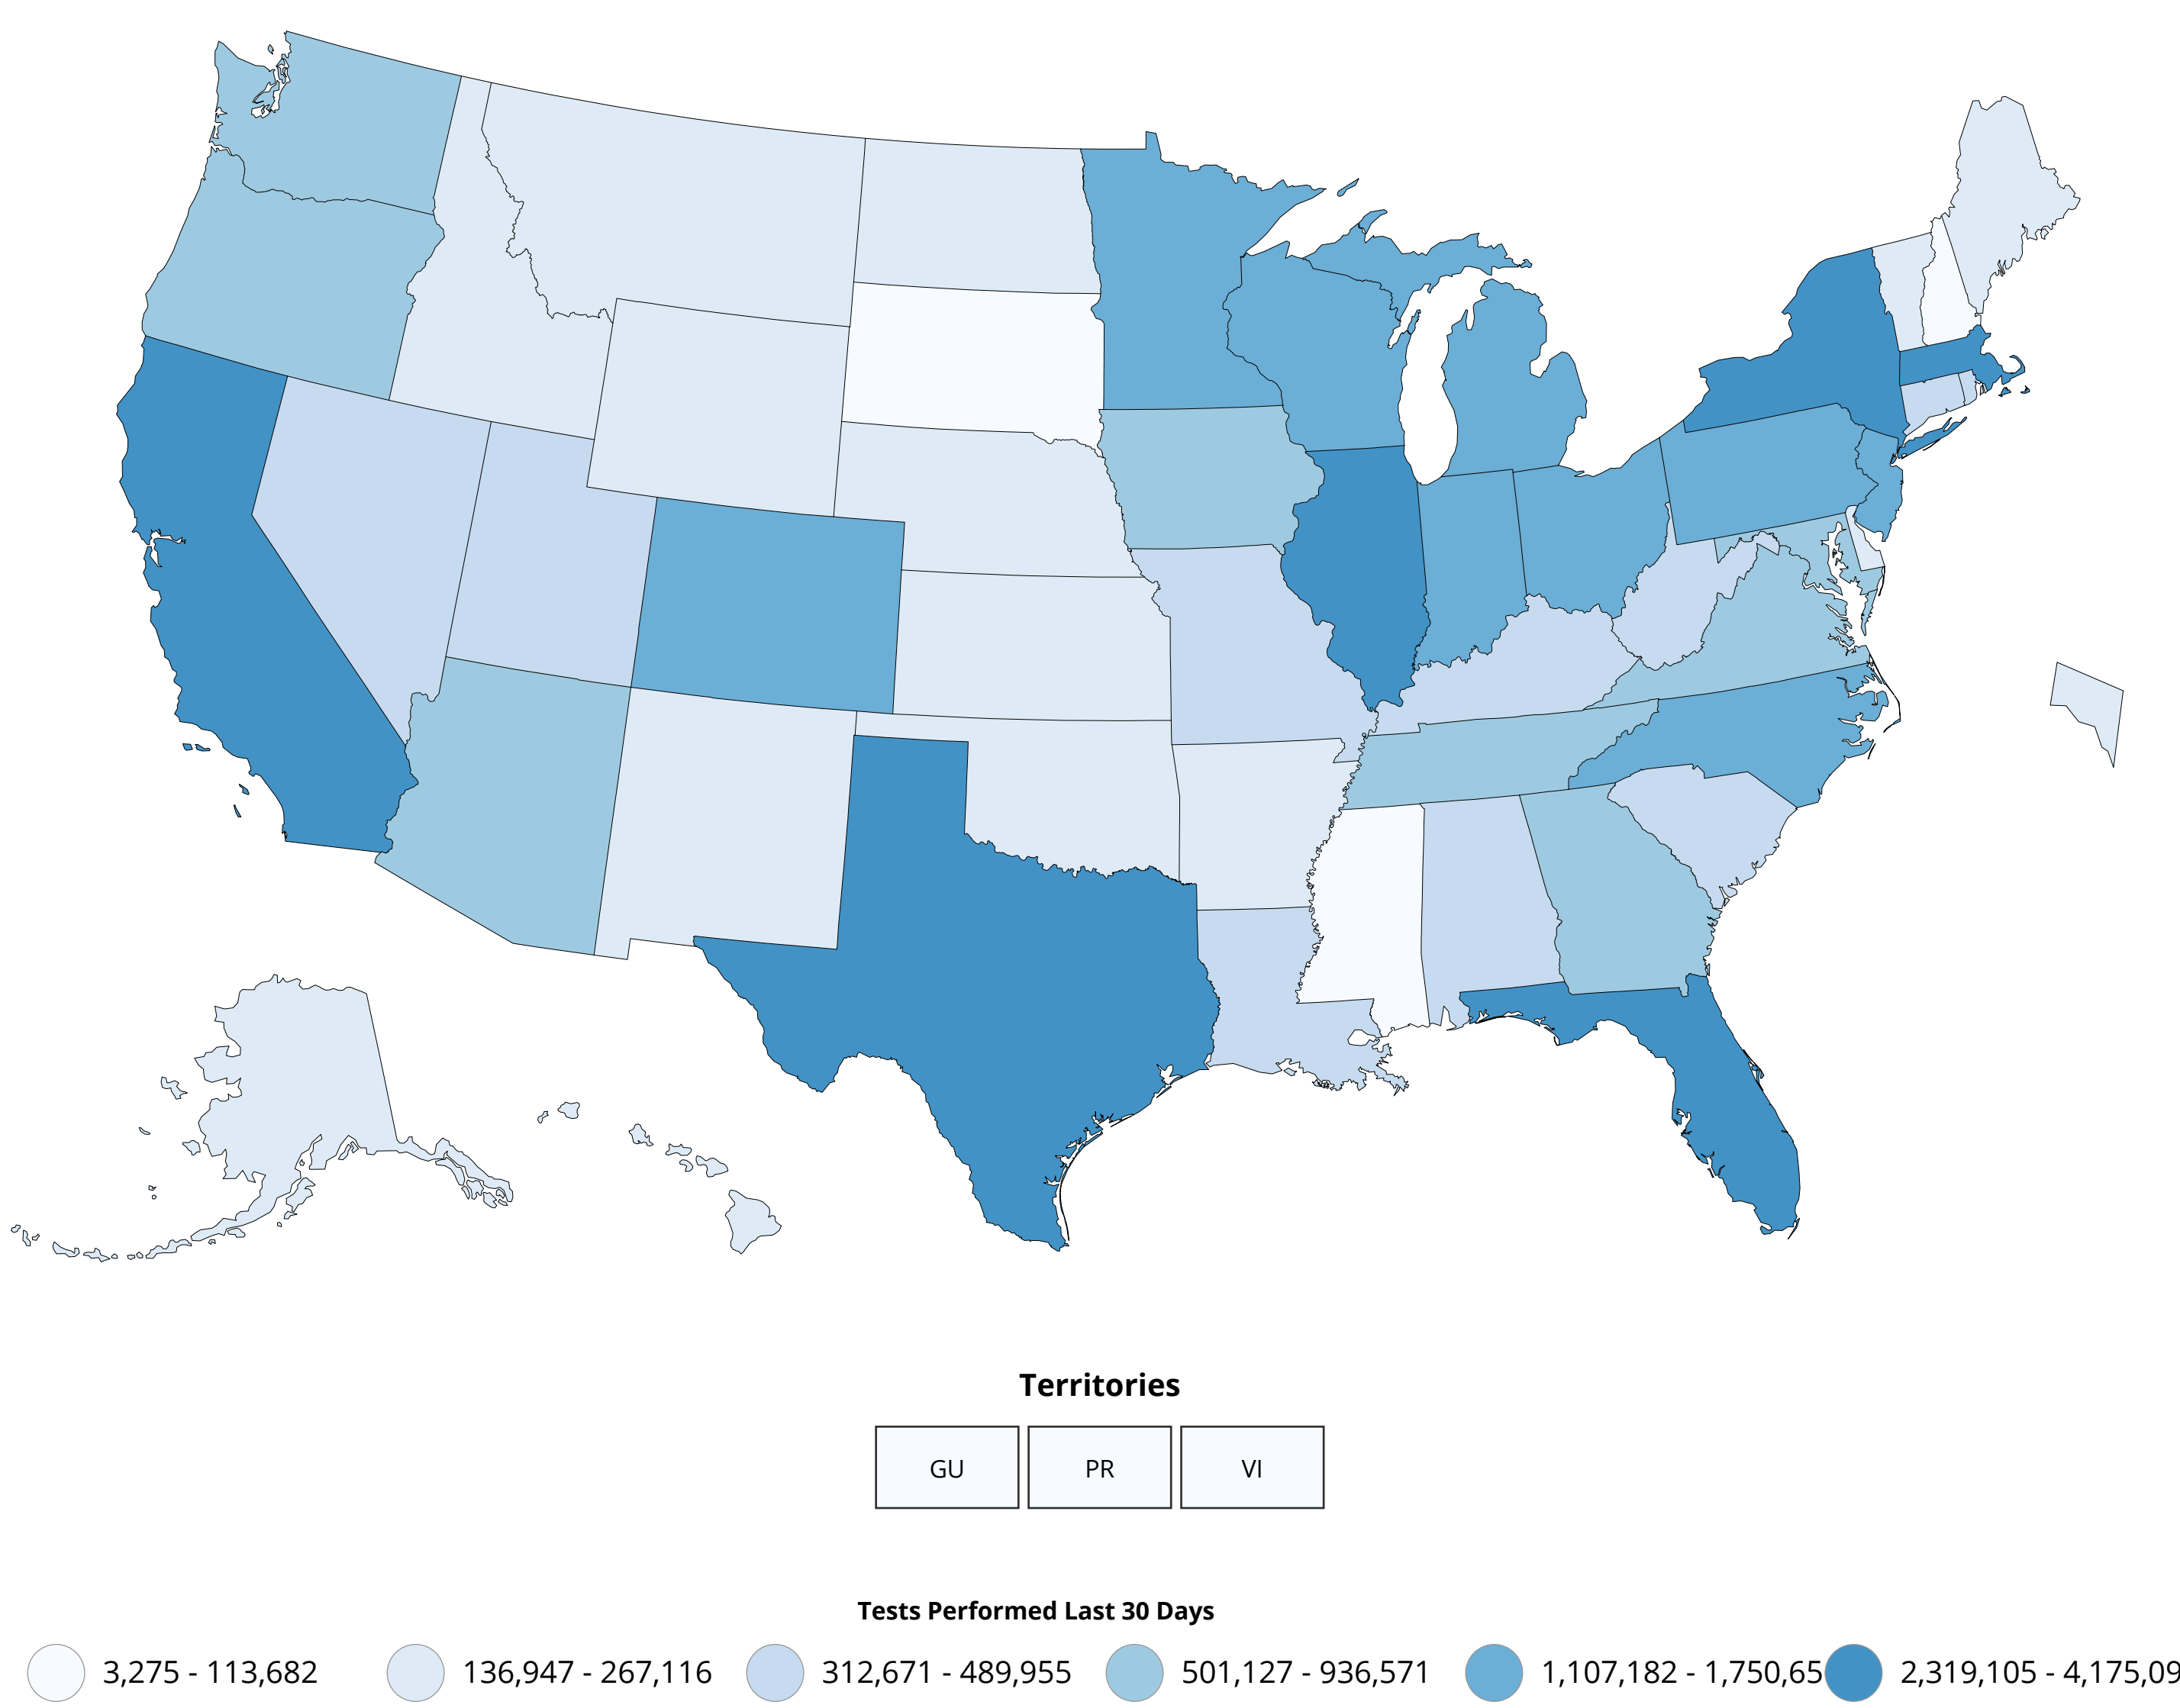 Territories
GU PR VI
Tests Performed Last 30 Days
3,275 - 113,682 136,947 - 267,116 312,671 - 489,955 501,127 - 936,571 1,107,182 - 1,750,65 2,319,105 - 4,175,09